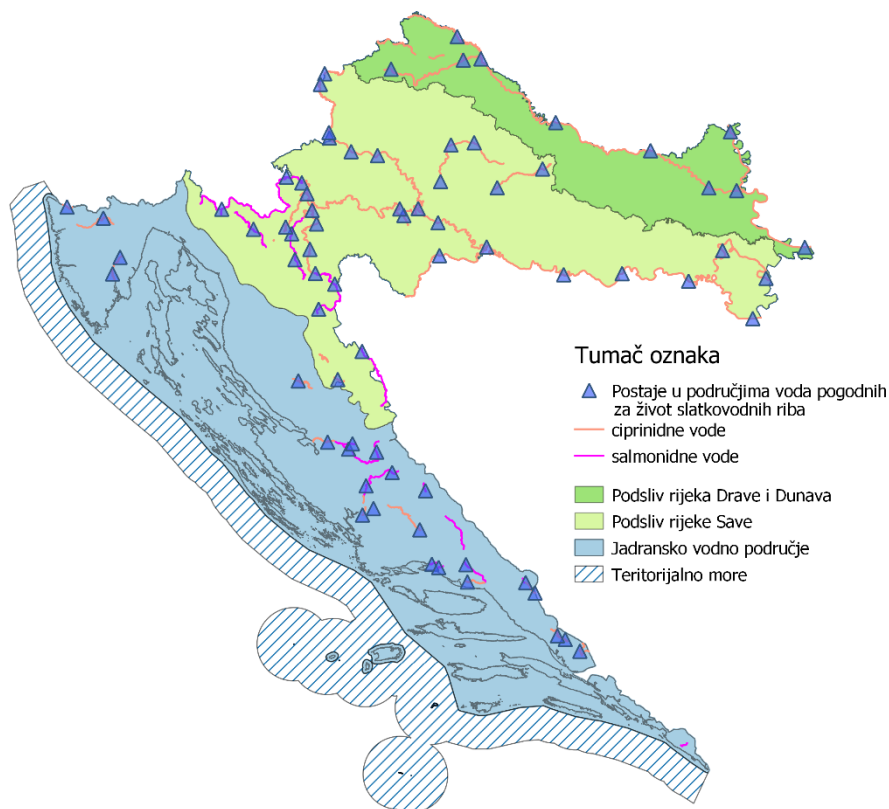 Tumač oznaka
Postaje u područjima voda pogodnih
za život slatkovodnih riba
ciprinidne vode
salmonidne vode
Podsliv rijeka Drave i Dunava
Podsliv rijeke Save
Jadransko vodno područje
Teritorijalno more